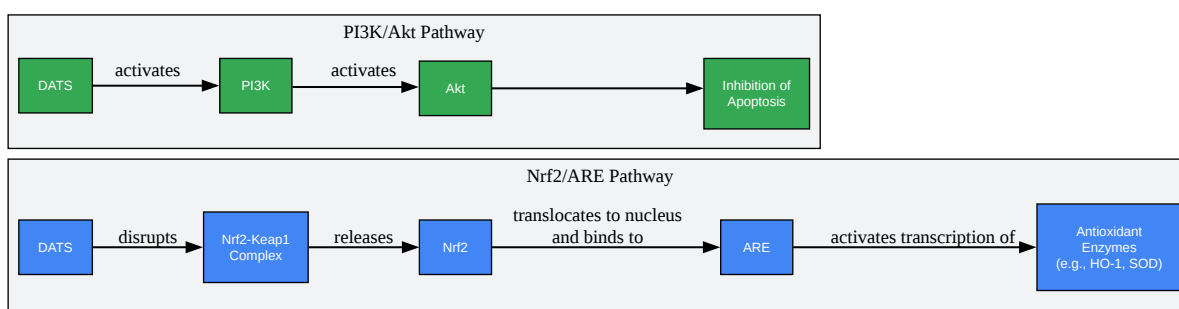 PI3K/Akt Pathway
DATS
activates
PI3K
activates
Akt
Inhibition of
Apoptosis
Nrf2/ARE Pathway
DATS
disrupts
Nrf2-Keap1
Complex
releases
Nrf2
translocates to nucleus
and binds to
ARE
activates transcription of
Antioxidant
Enzymes
(e.g., HO-1, SOD)